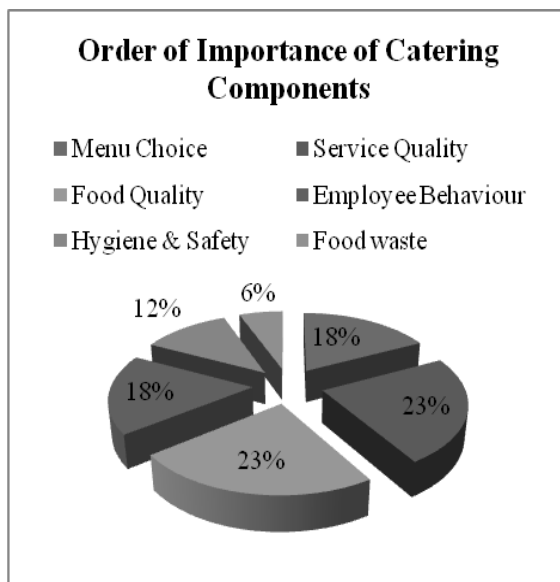 Order of Importance of Catering
Components
Menu Choice Service Quality
Food Quality Employee Behaviour
Hygiene & Safety Food waste
6%
12% 18%
18% 23%
23%